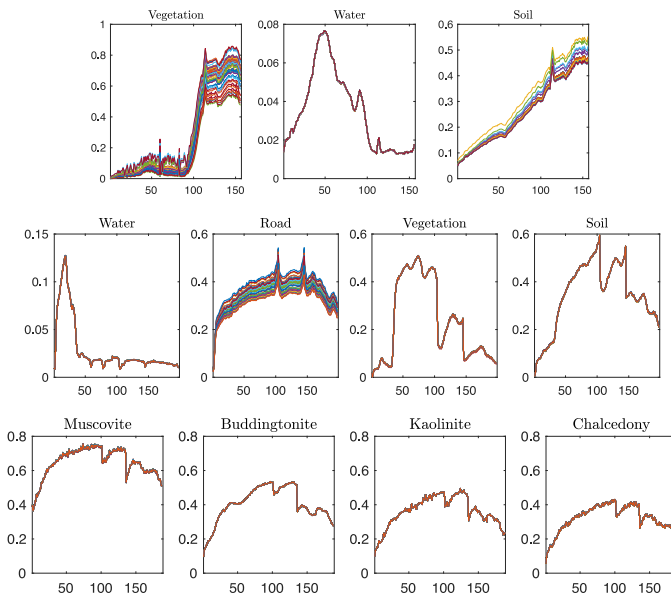 Vegetation Water Soil
1 0.08 0.6
0.8 0.5
0.06 0.4
0.6
0.04 0.3
0.4 0.2
0.2 0.02
0.1
0 0 0
50 100 150 50 100 150 50 100 150
Water Road Vegetation Soil
0.15 0.6 0.6 0.6
0.1 0.4 0.4 0.4
0.05 0.2 0.2 0.2
0 0 0 0
50 100 150 50 100 150 50 100 150 50 100 150
Muscovite Buddingtonite Kaolinite Chalcedony
0.8 0.8 0.8 0.8
0.6 0.6 0.6 0.6
0.4 0.4 0.4 0.4
0.2 0.2 0.2 0.2
0 0 0 0
50 100 150 50 100 150 50 100 150 50 100 150